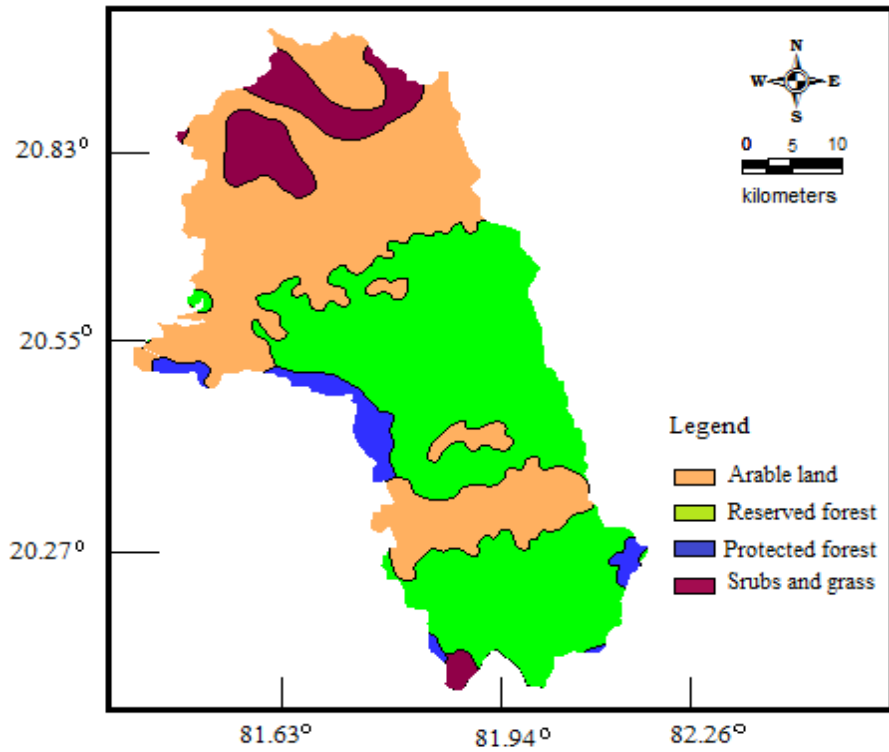 N
W E
S
0 5 10
kilometers
20.83°
20.55°
20.27°
Legend
Arable land
Reserved forest
Protected forest
Srubs and grass
81.63° 81.94° 82.26°